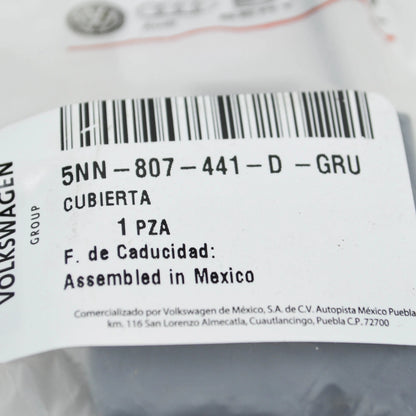 VOLKSWAGEN
GROUP
5NN-807-441-D -GRU
CUBIERTA
1 PZA
F. de Caducidad:
Assembled in Mexico
Comercializado por Volkswagen de México, S.A. de C.V. Autopista México Puebla
km. 116 San Lorenzo Almecatla, Cuautlancingo, Puebla C.P. 72700